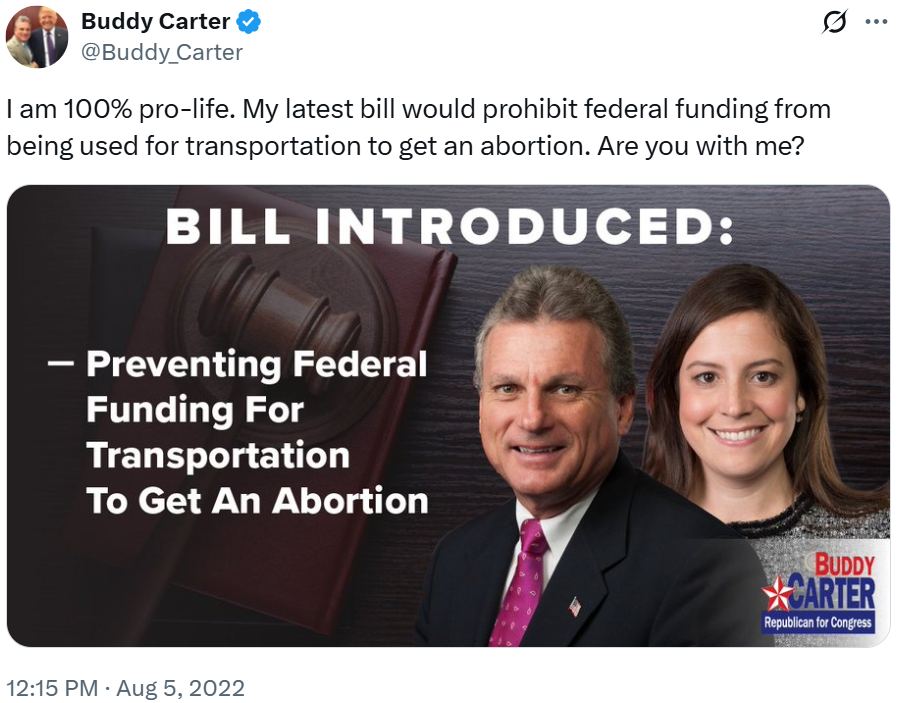 Buddy Carter
@Buddy_Carter
I am 100% pro-life. My latest bill would prohibit federal funding from
being used for transportation to get an abortion. Are you with me?
BILL INTRODUCED:
— Preventing Federal
Funding For
Transportation
To Get An Abortion
BUDDY
CARTER
Republican for Congress
12:15 PM · Aug 5, 2022